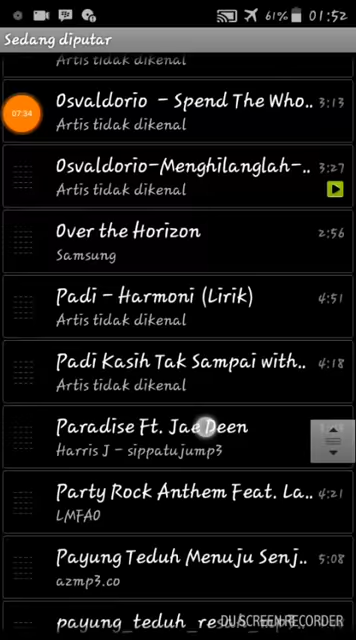 61% 01:52
Sedang diputar
Artis tidak dikenal
07:34
Osvaldorio - Spend The Who.. 3:13
Artis tidak dikenal
Osvaldorio-Menghilanglah-.. 3:27
Artis tidak dikenal
Over the Horizon 2:56
Samsung
Padi - Harmoni (Lirik) 4:51
Artis tidak dikenal
Padi Kasih Tak Sampai with.. 4:18
Artis tidak dikenal
Paradise Ft. Jae Deen
Harris J - sippatujump3
Party Rock Anthem Feat. La.. 4:21
LMFAO
Payung Teduh Menuju Senj.. 5:08
azmp3.co
payung_teduh_re
DU SCREEN RECORDER